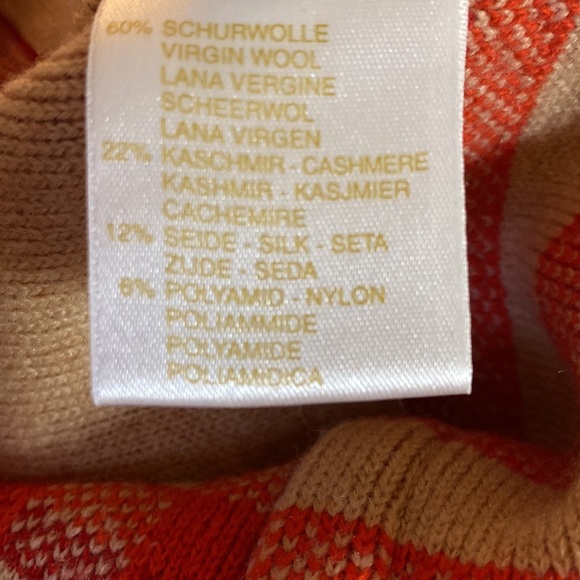 60% SCHURWOLLE
VIRGIN WOOL
LANA VERGINE
SCHEERWOL
LANA VIRGEN
22% KASCHMIR - CASHMERE
KASHMIR - KASJMIER
CACHEMIRE
12% SEIDE - SILK - SETA
ZIJDE - SEDA
6% POLYAMID - NYLON
POLIAMMIDE
POLYAMIDE
POLIAMIDICA